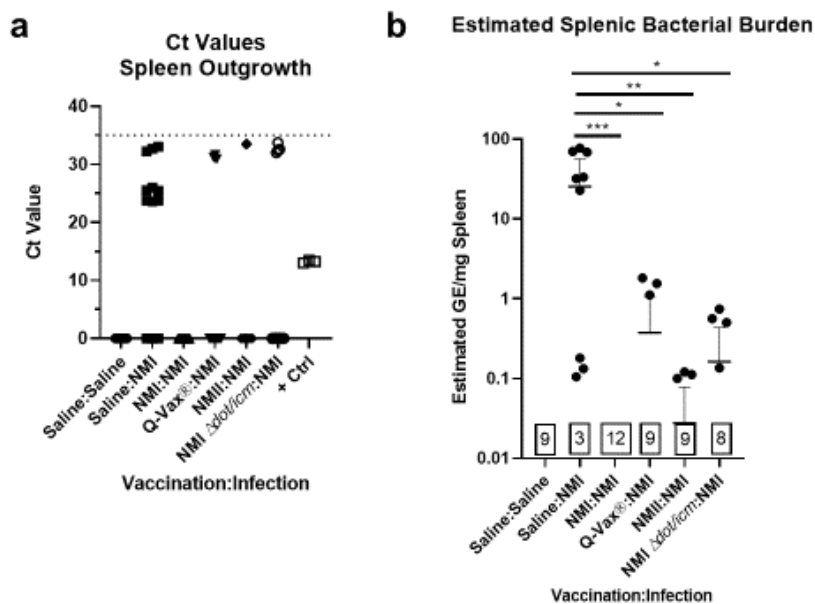 a
Ct Values
Spleen Outgrowth
Ct Value
40
30
20
10
0
Saline:Saline
Saline:NMI
NMI:NMI
Q-Vax®:NMI
NMII:NMI
NMI Δdot/icm:NMI
+ Ctrl
Vaccination:Infection
b
Estimated Splenic Bacterial Burden
*
**
*
***
Estimated GE/mg Spleen
100
10
1
0.1
0.01
9
3
12
9
9
8
Saline:Saline
Saline:NMI
NMI:NMI
Q-Vax®:NMI
NMII:NMI
NMI Δdot/icm:NMI
Vaccination:Infection